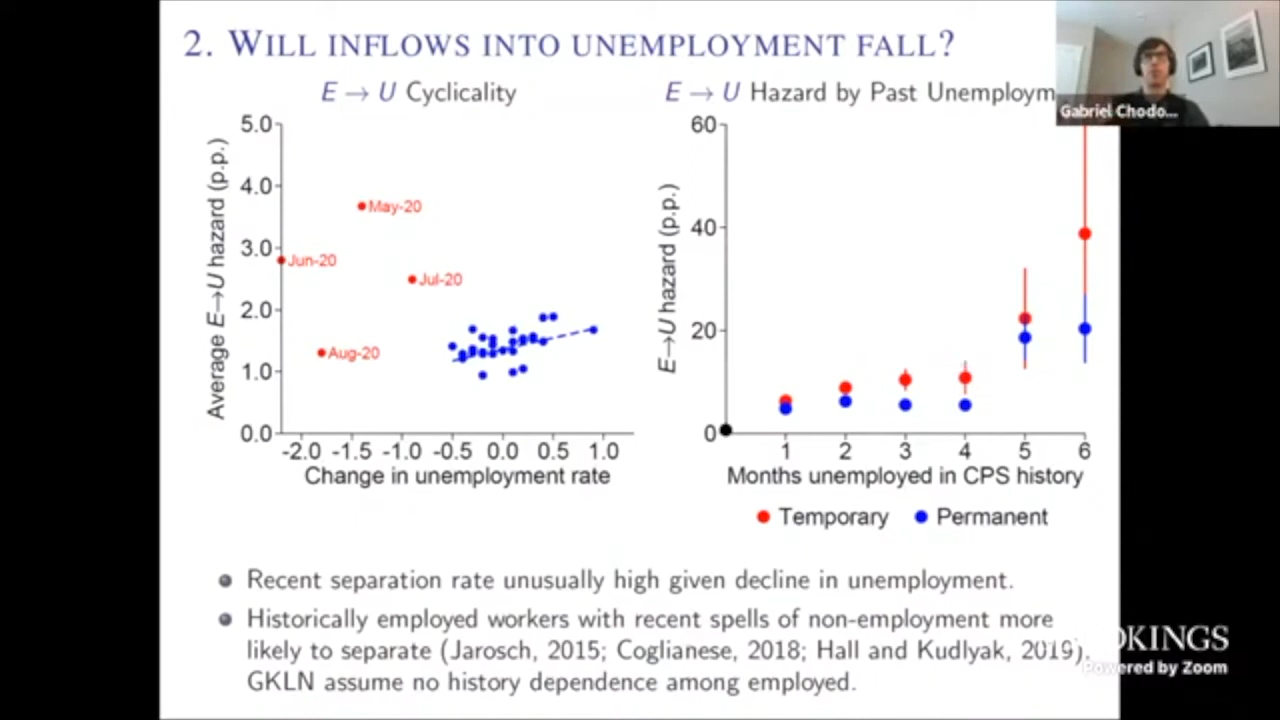 2. WILL INFLOWS INTO UNEMPLOYMENT FALL?
E → U Cyclicality
E → U Hazard by Past Unemploym
Gabriel Chodo...
Average E→U hazard (p.p.)
5.0
4.0
3.0
2.0
1.0
0.0
May-20
Jun-20
Jul-20
Aug-20
-2.0 -1.5 -1.0 -0.5 0.0 0.5 1.0
Change in unemployment rate
E→U hazard (p.p.)
60
40
20
0
1 2 3 4 5 6
Months unemployed in CPS history
Temporary Permanent
Recent separation rate unusually high given decline in unemployment.
Historically employed workers with recent spells of non-employment more
likely to separate (Jarosch, 2015; Coglianese, 2018; Hall and Kudlyak, 2019).
GKLN assume no history dependence among employed.
OKINGS
Powered by Zoom